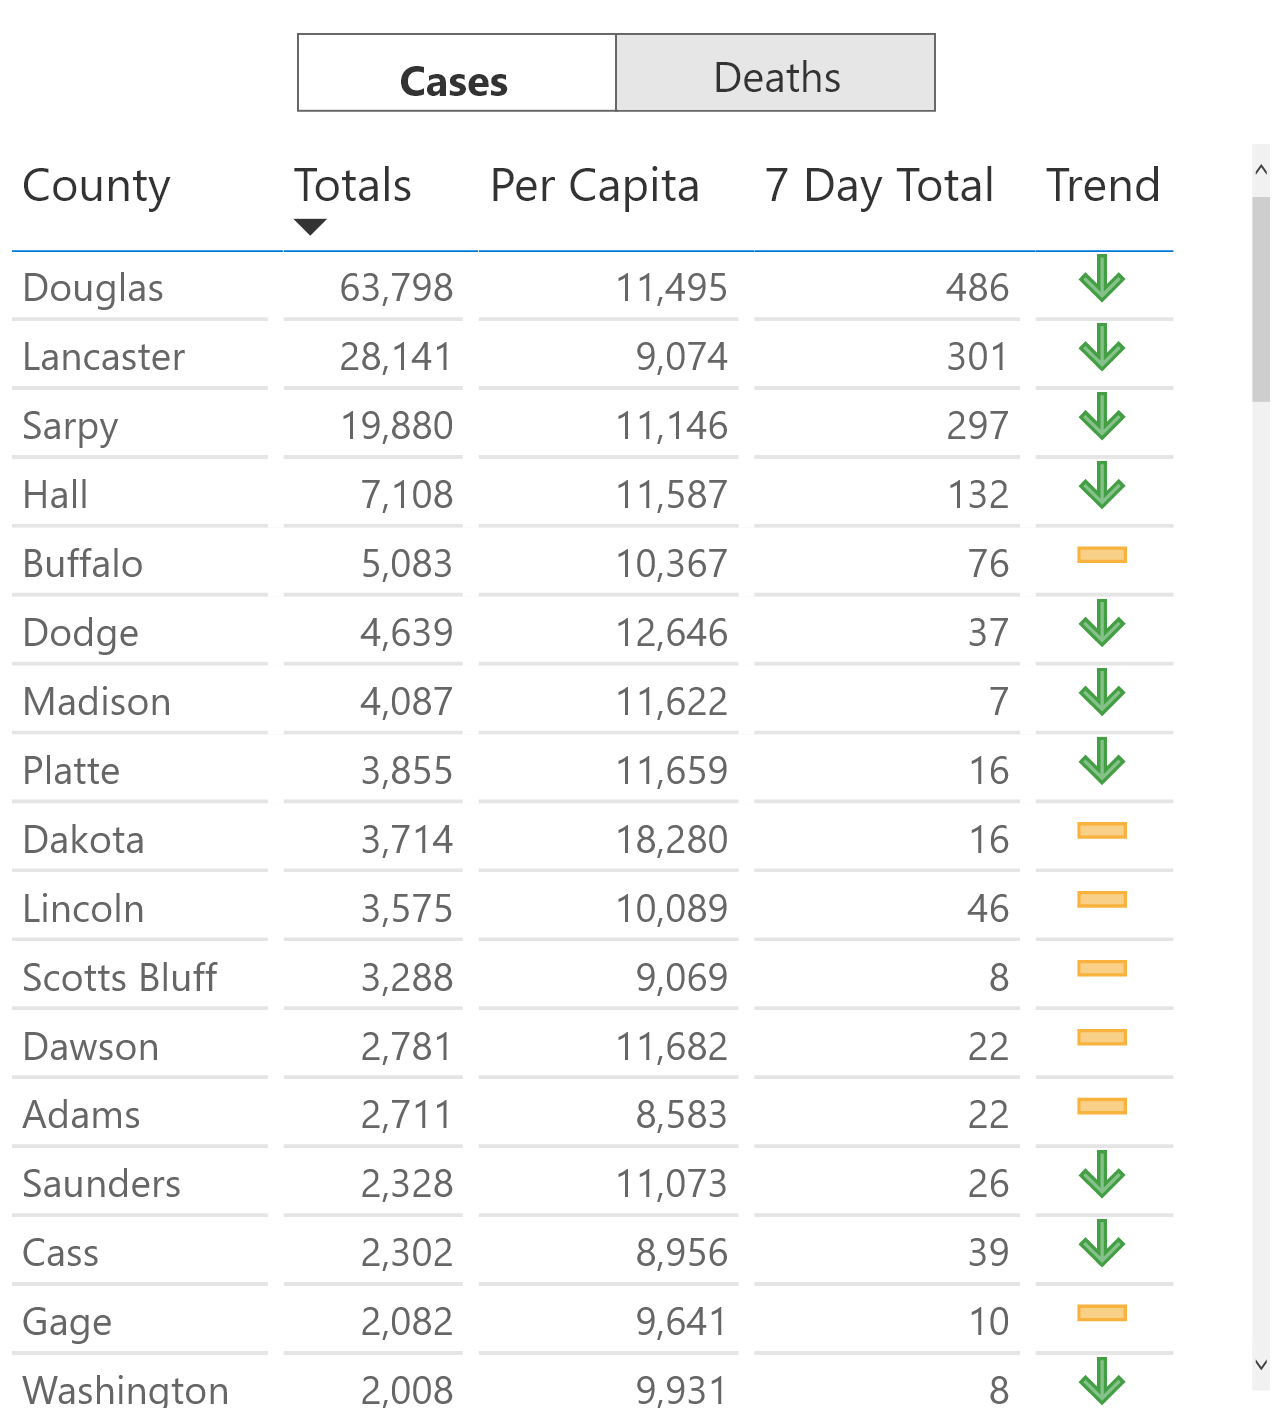 Cases Deaths
County Totals Per Capita 7 Day Total Trend
Douglas 63,798 11,495 486
Lancaster 28,141 9,074 301
Sarpy 19,880 11,146 297
Hall 7,108 11,587 132
Buffalo 5,083 10,367 76
Dodge 4,639 12,646 37
Madison 4,087 11,622 7
Platte 3,855 11,659 16
Dakota 3,714 18,280 16
Lincoln 3,575 10,089 46
Scotts Bluff 3,288 9,069 8
Dawson 2,781 11,682 22
Adams 2,711 8,583 22
Saunders 2,328 11,073 26
Cass 2,302 8,956 39
Gage 2,082 9,641 10
Washington 2,008 9,931 8